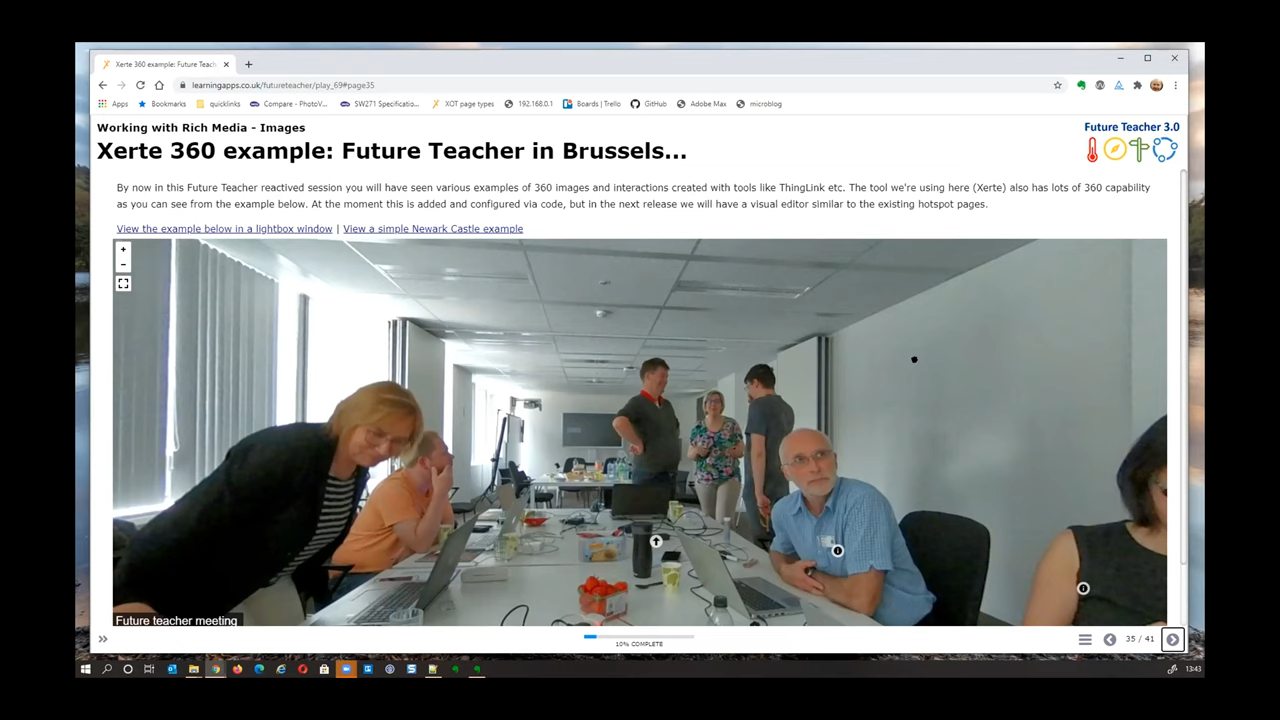 Xerte 360 example: Future Teach
learningapps.co.uk/futureteacher/play_69#page35
Apps
Bookmarks
quicklinks
Compare - PhotoV...
SW271 Specificatio...
XOT page types
192.168.0.1
Boards | Trello
GitHub
Adobe Max
microblog
Working with Rich Media - Images
Future Teacher 3.0
Xerte 360 example: Future Teacher in Brussels...
By now in this Future Teacher reactived session you will have seen various examples of 360 images and interactions created with tools like ThingLink etc. The tool we're using here (Xerte) also has lots of 360 capability
as you can see from the example below. At the moment this is added and configured via code, but in the next release we will have a visual editor similar to the existing hotspot pages.
View the example below in a lightbox window | View a simple Newark Castle example
+
−
Future teacher meeting
10% COMPLETE
35 / 41
13:43